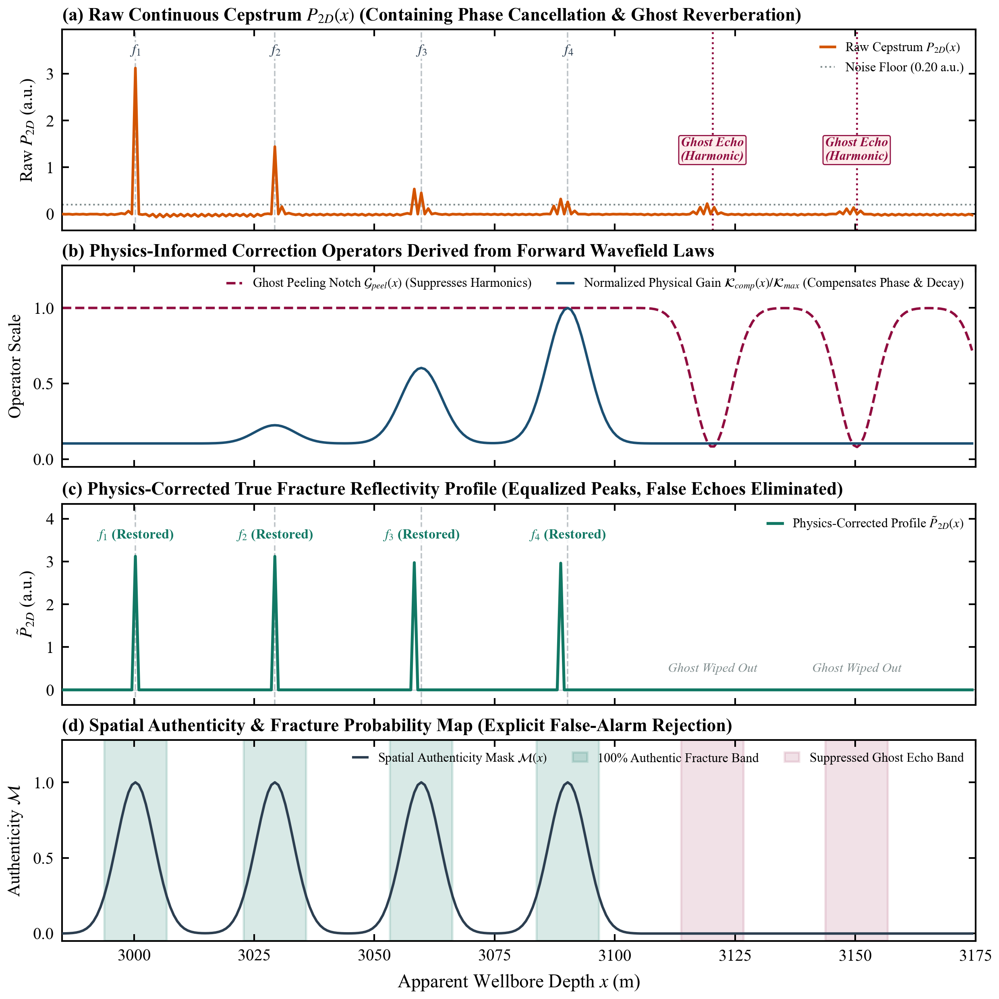 (a) Raw Continuous Cepstrum P2D(x) (Containing Phase Cancellation & Ghost Reverberation)
f1
f2
f3
f4
Raw Cepstrum P2D(x)
Noise Floor (0.20 a.u.)
Ghost Echo
(Harmonic)
Ghost Echo
(Harmonic)
Raw P2D (a.u.)
3
2
1
0
(b) Physics-Informed Correction Operators Derived from Forward Wavefield Laws
Ghost Peeling Notch 𝒢peel(x) (Suppresses Harmonics)
Normalized Physical Gain 𝒦comp(x)/𝒦max (Compensates Phase & Decay)
Operator Scale
1.0
0.5
0.0
(c) Physics-Corrected True Fracture Reflectivity Profile (Equalized Peaks, False Echoes Eliminated)
Physics-Corrected Profile P̃2D(x)
f1 (Restored)
f2 (Restored)
f3 (Restored)
f4 (Restored)
Ghost Wiped Out
Ghost Wiped Out
P̃2D (a.u.)
4
3
2
1
0
(d) Spatial Authenticity & Fracture Probability Map (Explicit False-Alarm Rejection)
Spatial Authenticity Mask ℳ(x)
100% Authentic Fracture Band
Suppressed Ghost Echo Band
Authenticity ℳ
1.0
0.5
0.0
3000
3025
3050
3075
3100
3125
3150
3175
Apparent Wellbore Depth x (m)